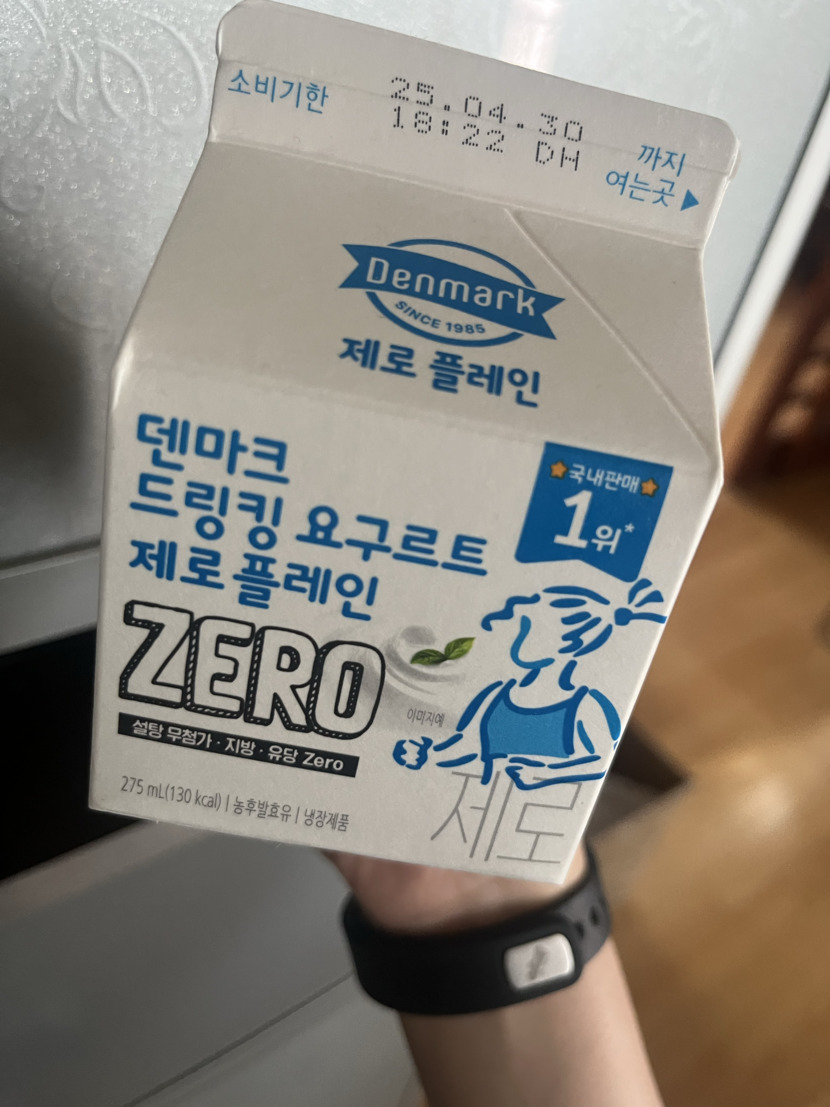 소비기한
25.04.30
18:22 DH
까지
여는곳▶
Denmark
SINCE 1985
제로 플레인
덴마크
드링킹 요구르트
제로 플레인
국내판매
1위*
ZERO
이미지예
설탕 무첨가 · 지방 · 유당 Zero
275 mL(130 kcal) | 농후발효유 | 냉장제품
제로